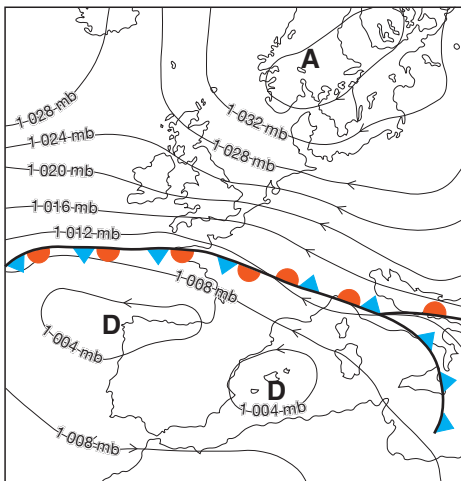 A
1 028 mb
1 032 mb
1 024 mb
1 028 mb
1 020 mb
1 016 mb
1 012 mb
1 008 mb
D
1 004 mb
D
1 004 mb
1 008 mb